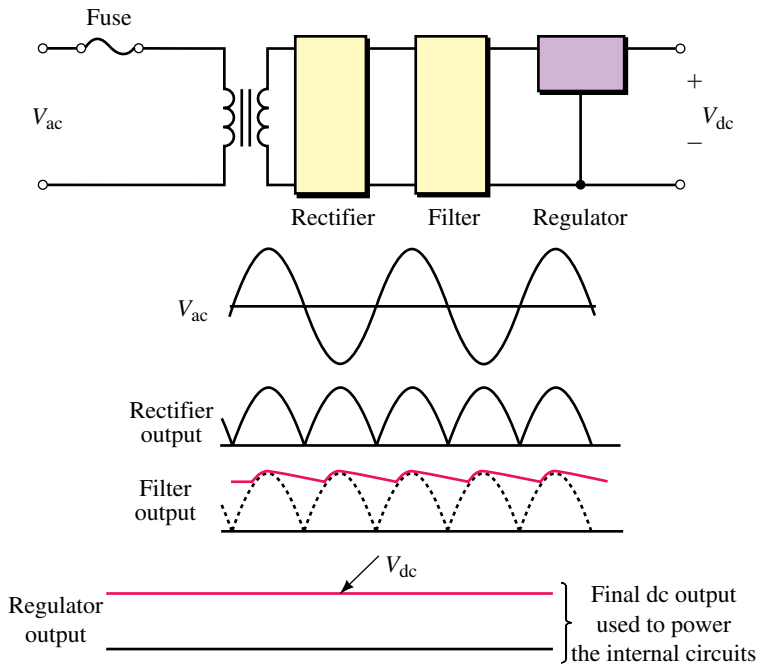 Fuse
Vac
+
Vdc
−
Rectifier
Filter
Regulator
Vac
Rectifier
output
Filter
output
Vdc
Regulator
output
Final dc output
used to power
the internal circuits